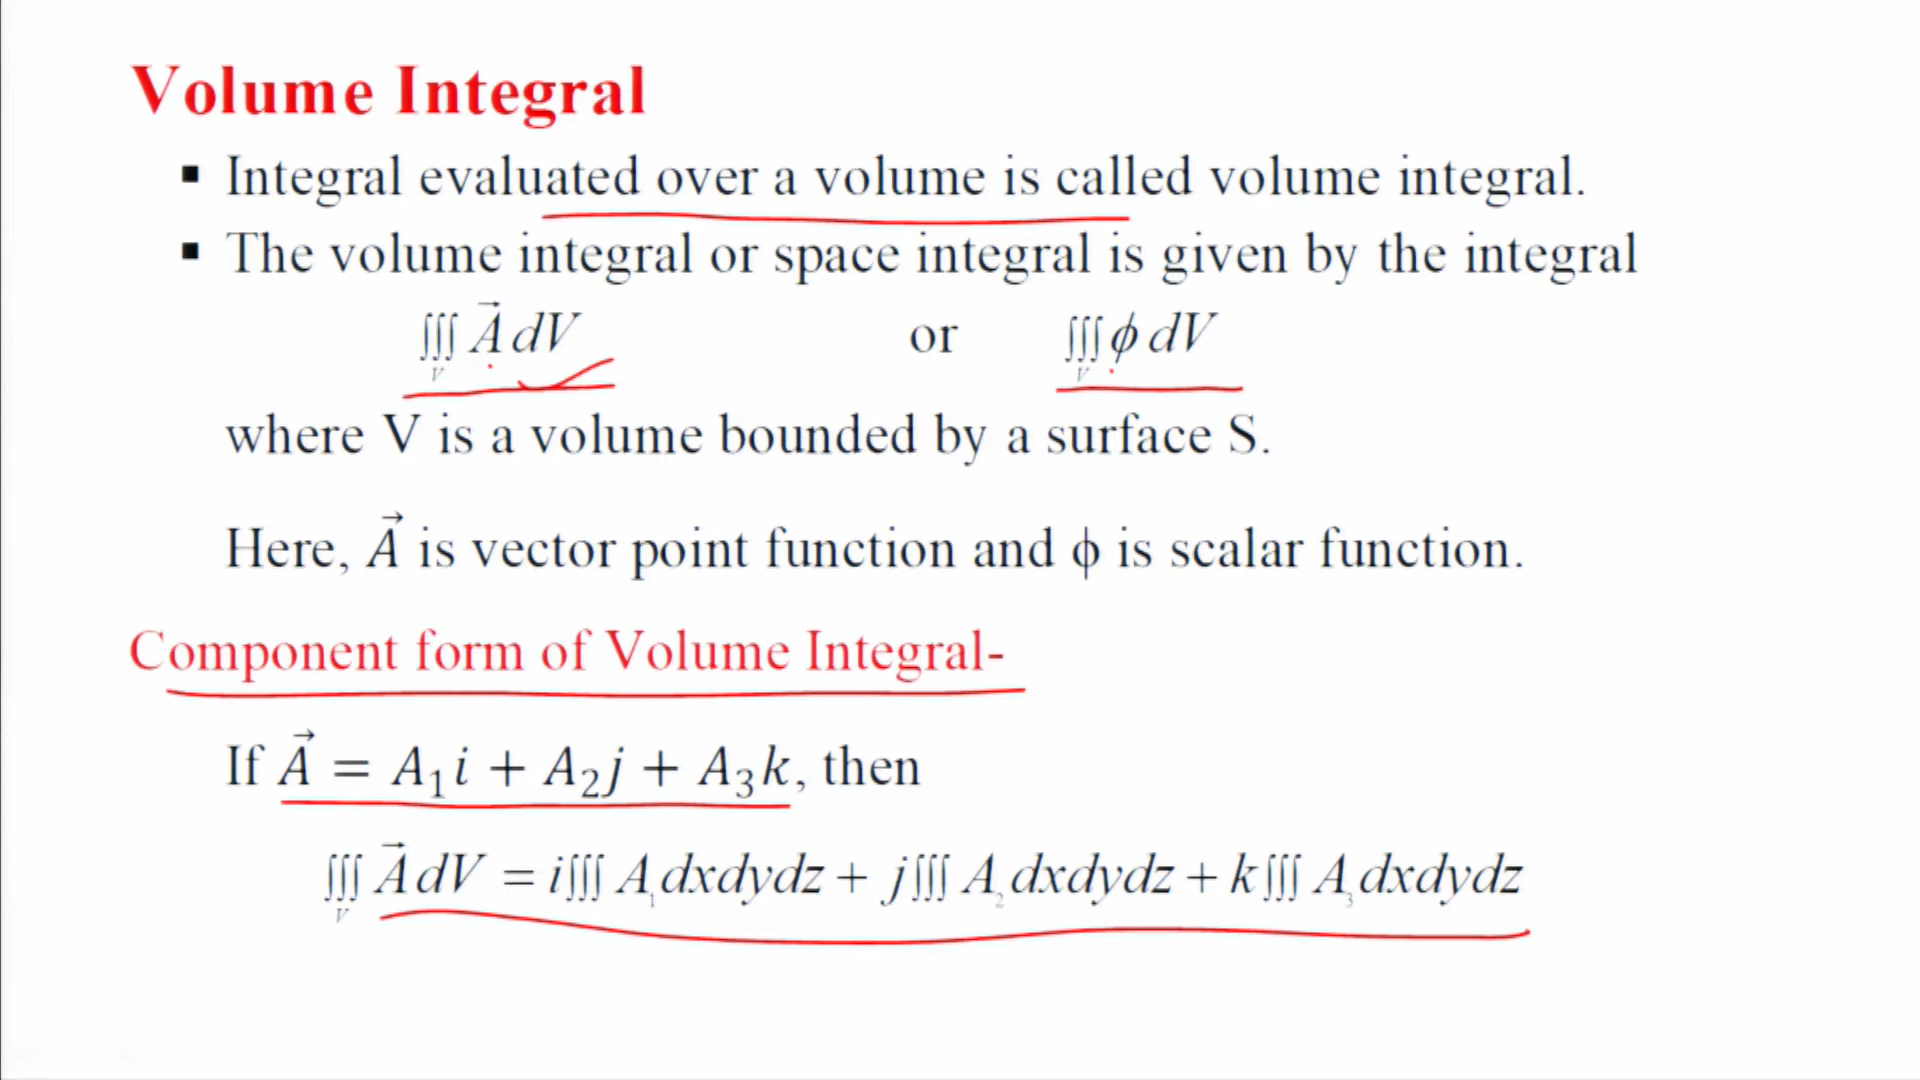 Volume Integral
▪ Integral evaluated over a volume is called volume integral.
▪ The volume integral or space integral is given by the integral
∭_V A⃗ dV or ∭_V ϕ dV
where V is a volume bounded by a surface S.
Here, A⃗ is vector point function and ϕ is scalar function.
Component form of Volume Integral-
If A⃗ = A₁i + A₂j + A₃k, then
∭_V A⃗ dV = i∭ A₁dxdydz + j∭ A₂dxdydz + k∭ A₃dxdydz